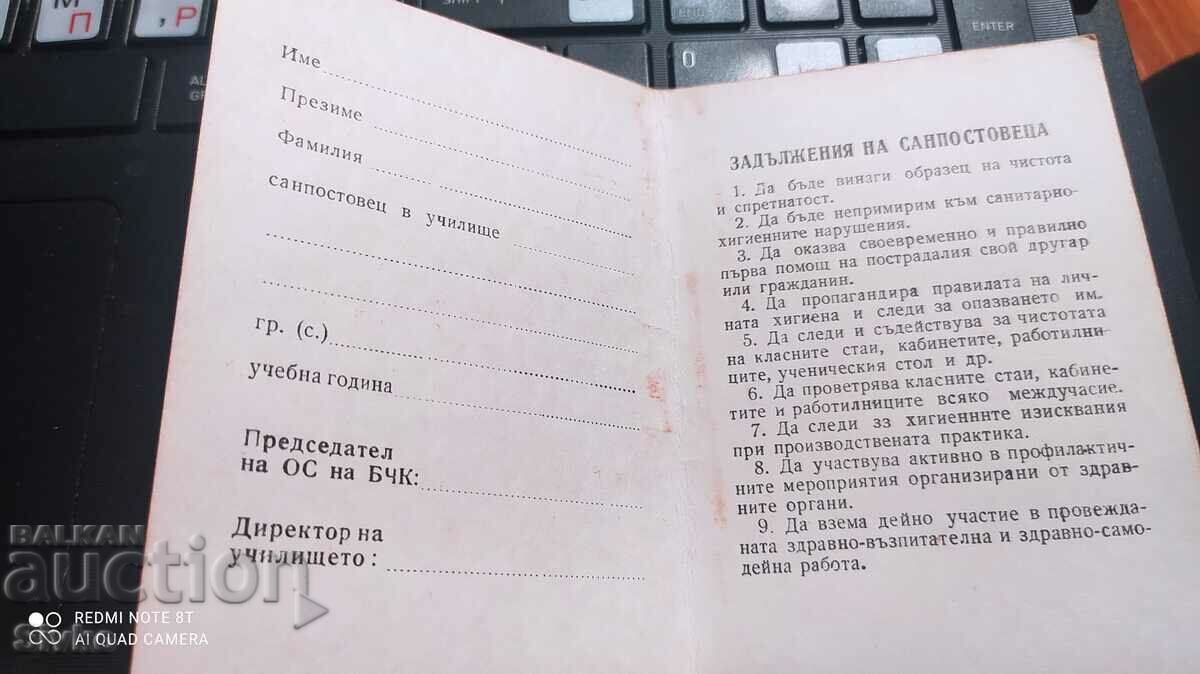 Име
Презиме
Фамилия
санпостовец в училище
гр. (с.)
учебна година
Председател
на ОС на БЧК:
Директор на
училището:
ЗАДЪЛЖЕНИЯ НА САНПОСТОВЕЦА
1. Да бъде винаги образец на чистота
и спретнатост.
2. Да бъде непримирим към санитарно-
хигиенните нарушения.
3. Да оказва своевременно и правилно
първа помощ на пострадалия свой другар
или гражданин.
4. Да пропагандира правилата на лич-
ната хигиена и следи за опазването им.
5. Да следи и съдействува за чистотата
на класните стаи, кабинетите, работилни-
ците, ученическия стол и др.
6. Да проветрява класните стаи, кабине-
тите и работилниците всяко междучасие.
7. Да следи зз хигиенните изисквания
при производствената практика.
8. Да участвува активно в профилактич-
ните мероприятия организирани от здрав-
ните органи.
9. Да взема дейно участие в провежда-
ната здравно-възпитателна и здравно-само-
дейна работа.
М
П
Р
ENTER
0
BALKAN
auction
REDMI NOTE 8T
AI QUAD CAMERA